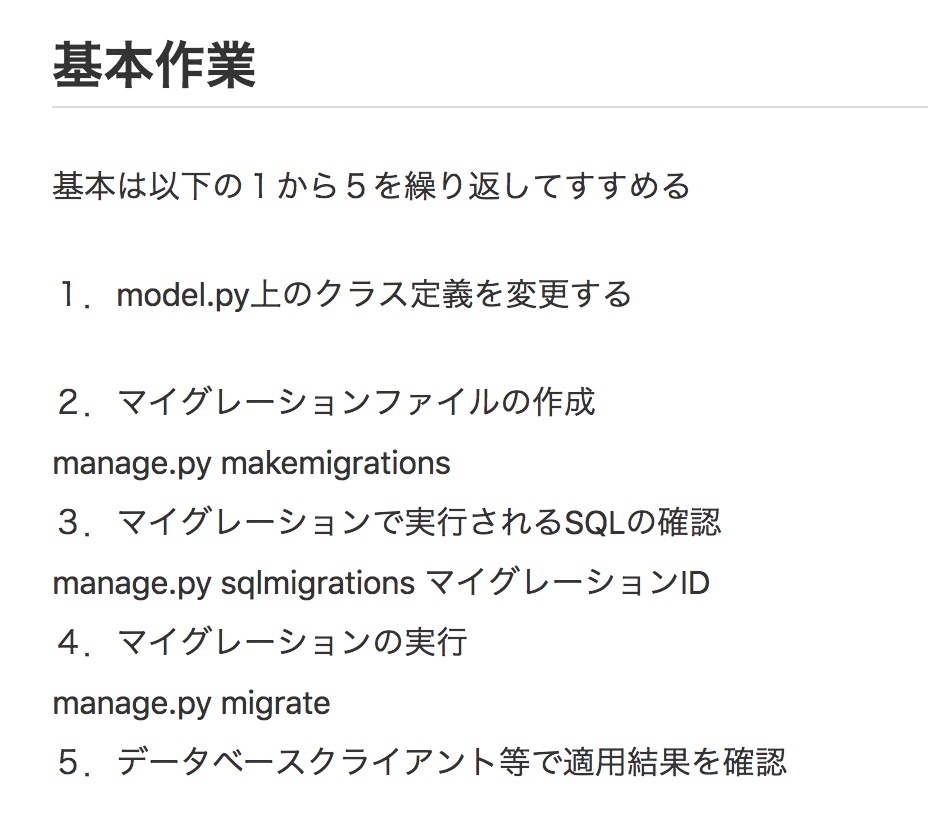 基本作業
基本は以下の１から５を繰り返してすすめる
１．model.py上のクラス定義を変更する
２．マイグレーションファイルの作成
manage.py makemigrations
３．マイグレーションで実行されるSQLの確認
manage.py sqlmigrations マイグレーションID
４．マイグレーションの実行
manage.py migrate
５．データベースクライアント等で適用結果を確認